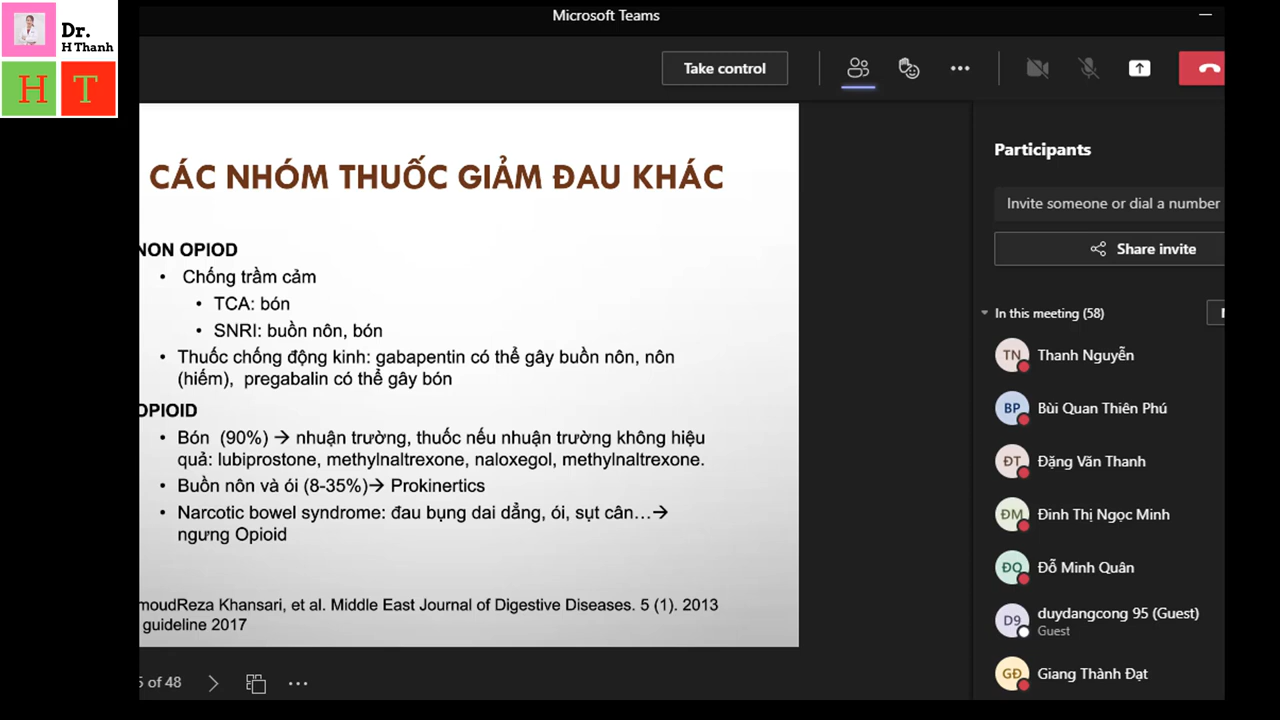 Dr.
H Thanh
H T
Microsoft Teams
Take control
CÁC NHÓM THUỐC GIẢM ĐAU KHÁC
NON OPIOD
• Chống trầm cảm
• TCA: bón
• SNRI: buồn nôn, bón
• Thuốc chống động kinh: gabapentin có thể gây buồn nôn, nôn
(hiếm), pregabalin có thể gây bón
OPIOID
• Bón (90%) → nhuận trường, thuốc nếu nhuận trường không hiệu
quả: lubiprostone, methylnaltrexone, naloxegol, methylnaltrexone.
• Buồn nôn và ói (8-35%)→ Prokinertics
• Narcotic bowel syndrome: đau bụng dai dẳng, ói, sụt cân…→
ngưng Opioid
moudReza Khansari, et al. Middle East Journal of Digestive Diseases. 5 (1). 2013
guideline 2017
5 of 48
Participants
Invite someone or dial a number
Share invite
In this meeting (58)
TN Thanh Nguyễn
BP Bùi Quan Thiên Phú
ĐT Đặng Văn Thanh
ĐM Đinh Thị Ngọc Minh
ĐQ Đỗ Minh Quân
D9 duydangcong 95 (Guest)
Guest
GĐ Giang Thành Đạt